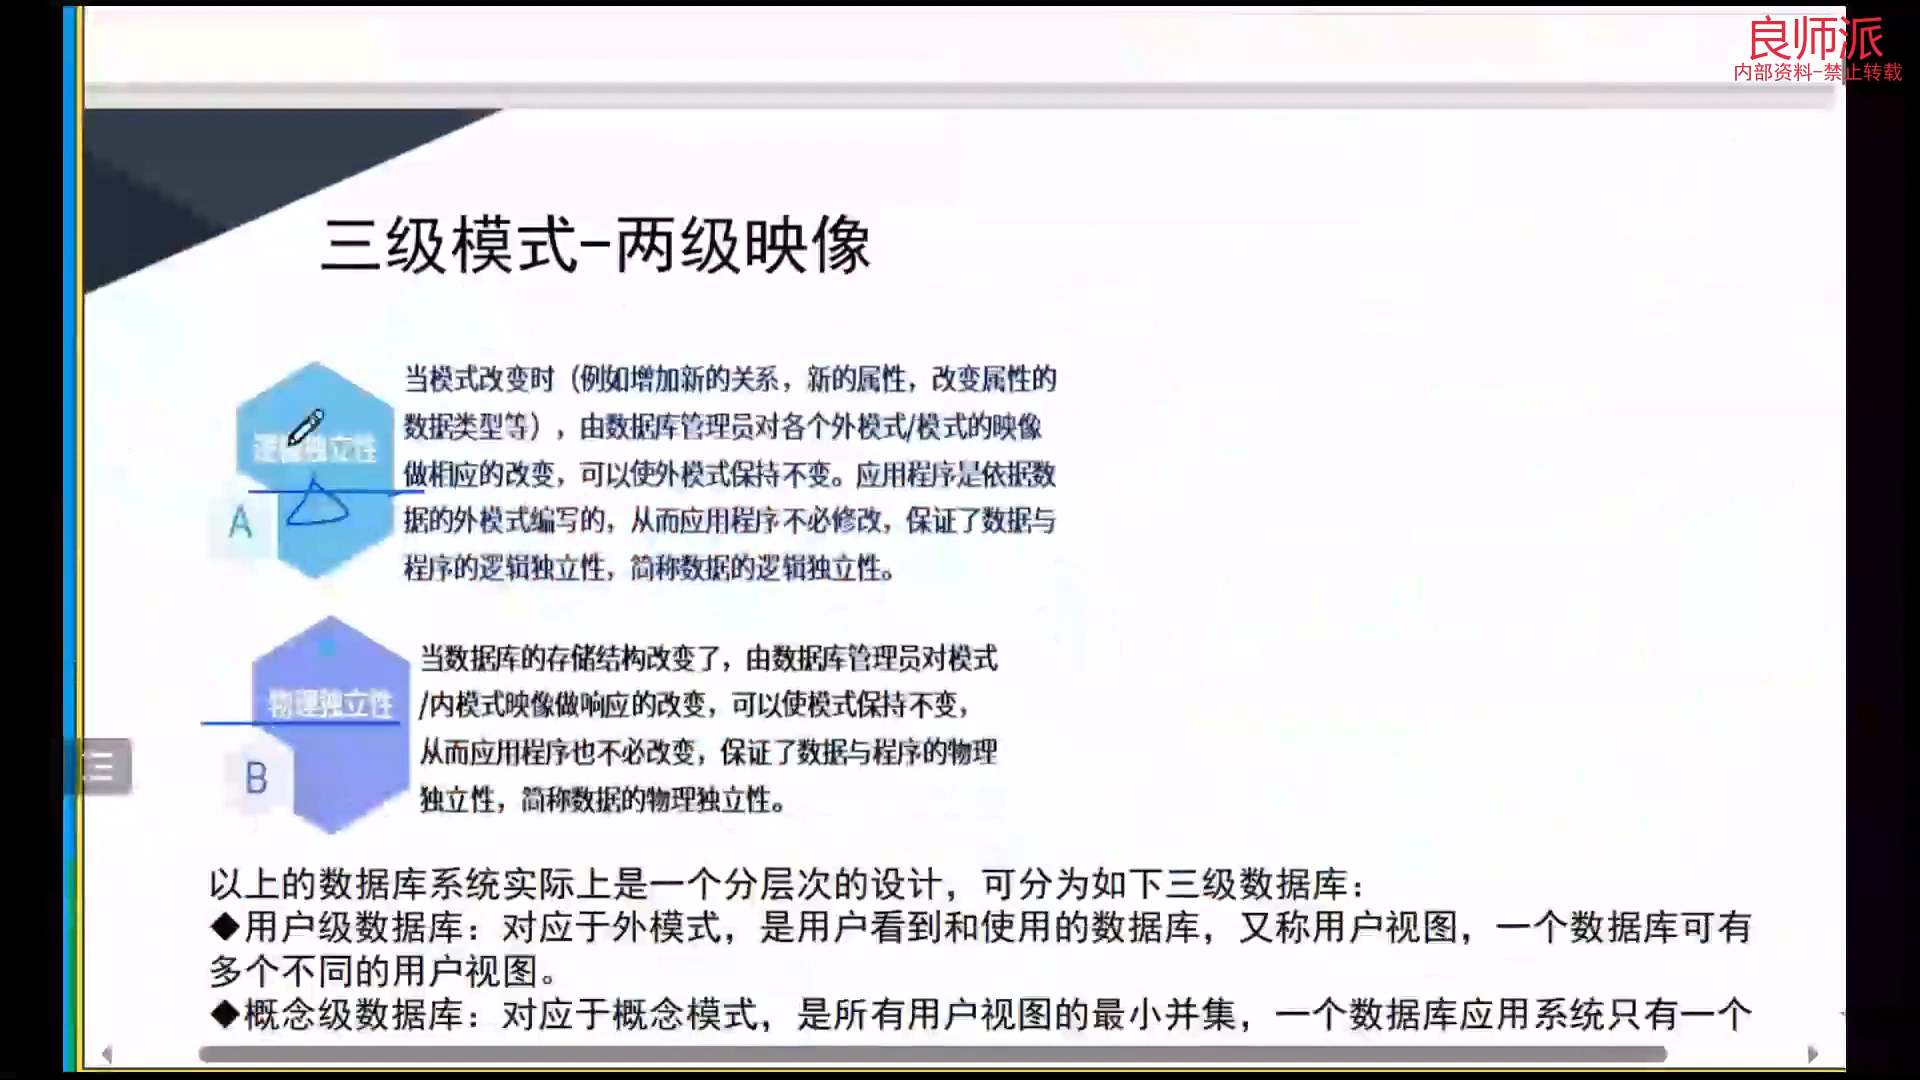 良师派
内部资料-禁止转载
三级模式-两级映像
当模式改变时（例如增加新的关系，新的属性，改变属性的
数据类型等），由数据库管理员对各个外模式/模式的映像
做相应的改变，可以使外模式保持不变。应用程序是依据数
据的外模式编写的，从而应用程序不必修改，保证了数据与
程序的逻辑独立性，简称数据的逻辑独立性。
逻辑独立性
A
当数据库的存储结构改变了，由数据库管理员对模式
/内模式映像做响应的改变，可以使模式保持不变，
从而应用程序也不必改变，保证了数据与程序的物理
独立性，简称数据的物理独立性。
物理独立性
B
以上的数据库系统实际上是一个分层次的设计，可分为如下三级数据库：
◆用户级数据库：对应于外模式，是用户看到和使用的数据库，又称用户视图，一个数据库可有
多个不同的用户视图。
◆概念级数据库：对应于概念模式，是所有用户视图的最小并集，一个数据库应用系统只有一个